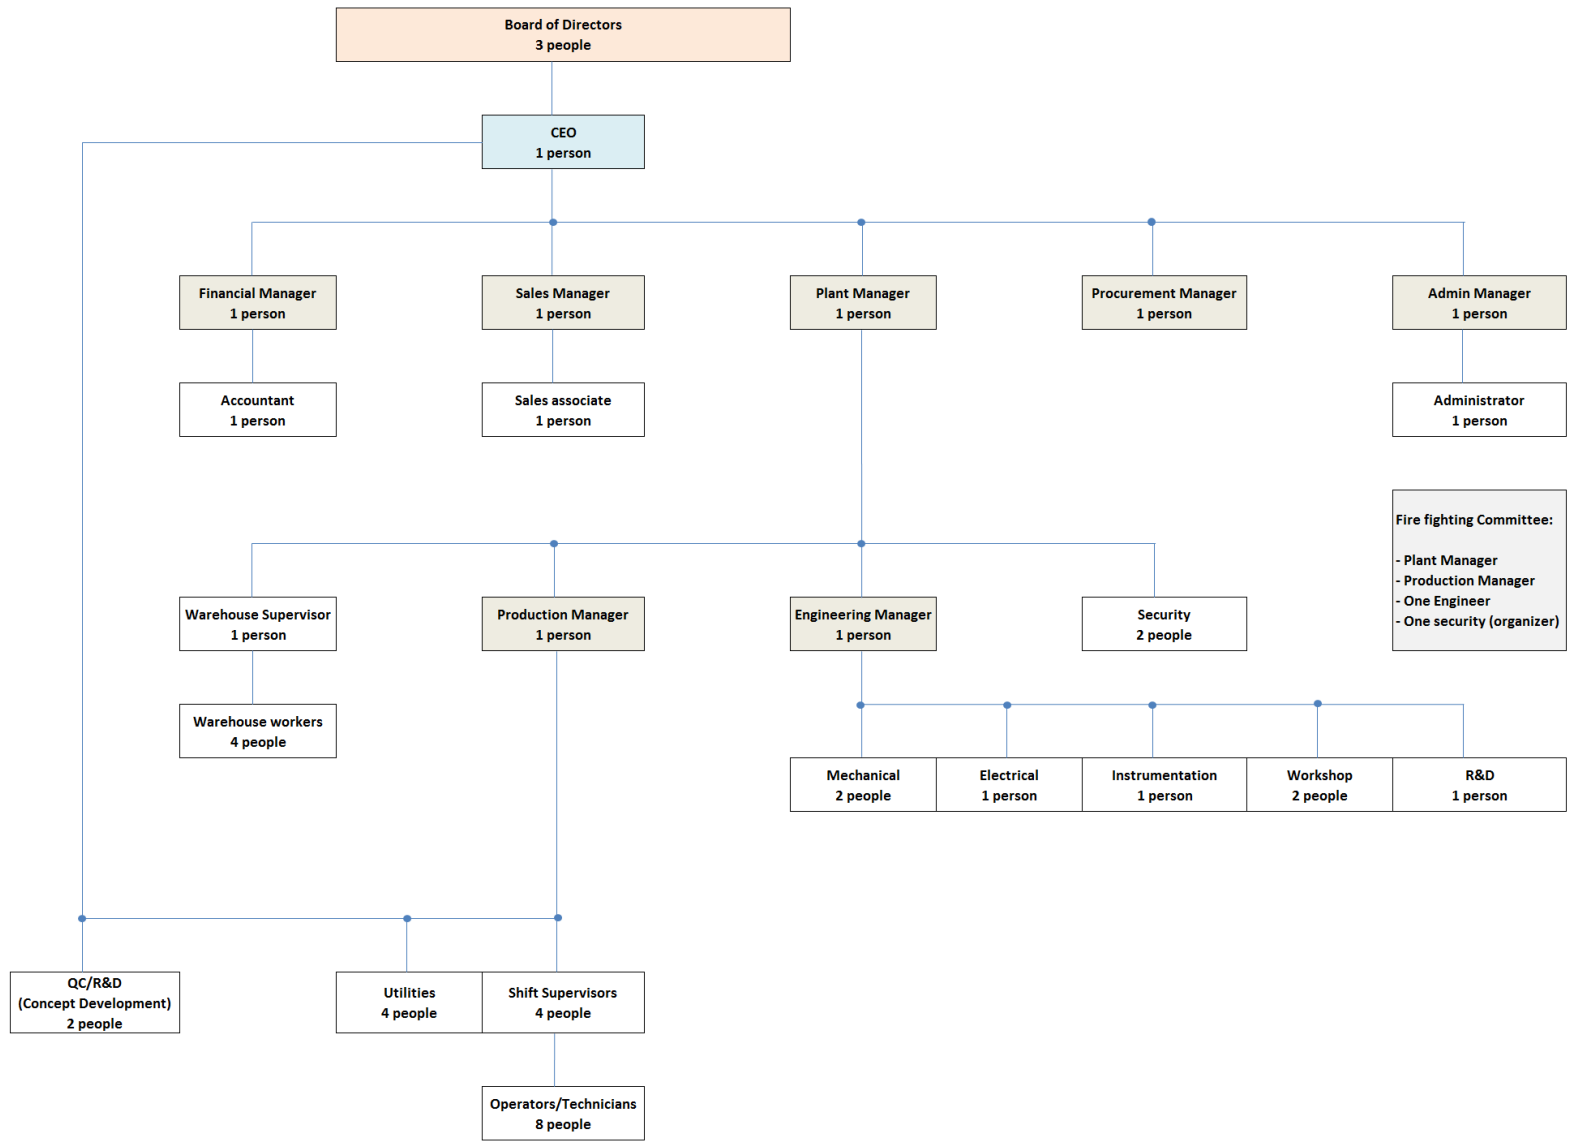 Board of Directors
3 people
CEO
1 person
Financial Manager
1 person
Sales Manager
1 person
Plant Manager
1 person
Procurement Manager
1 person
Admin Manager
1 person
Accountant
1 person
Sales associate
1 person
Administrator
1 person
Fire fighting Committee:
- Plant Manager
- Production Manager
- One Engineer
- One security (organizer)
Warehouse Supervisor
1 person
Production Manager
1 person
Engineering Manager
1 person
Security
2 people
Warehouse workers
4 people
Mechanical
2 people
Electrical
1 person
Instrumentation
1 person
Workshop
2 people
R&D
1 person
QC/R&D
(Concept Development)
2 people
Utilities
4 people
Shift Supervisors
4 people
Operators/Technicians
8 people